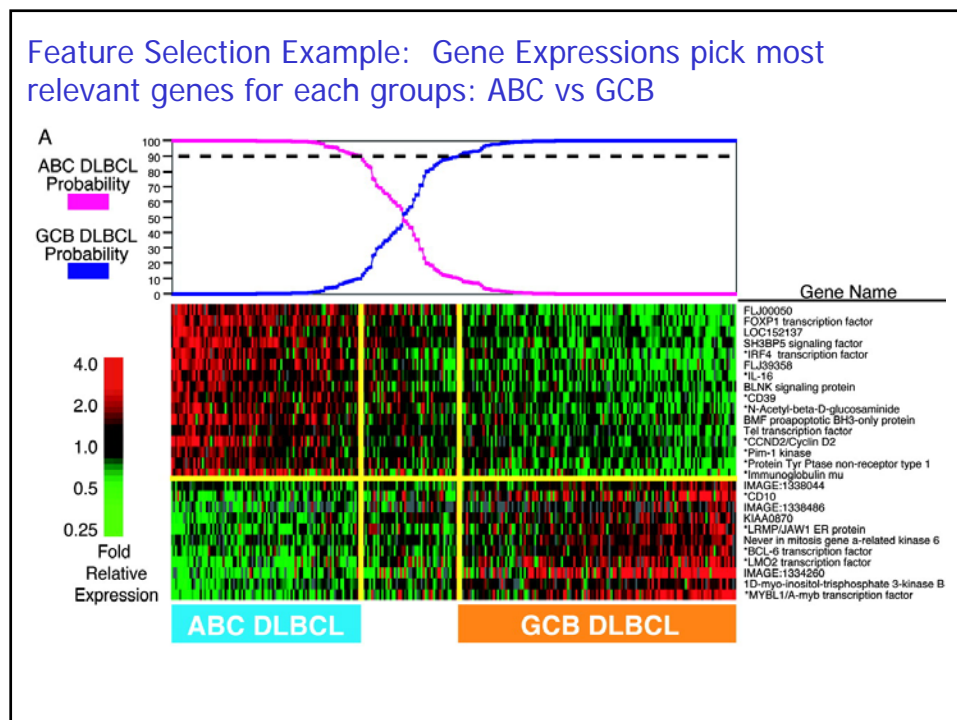 Feature Selection Example: Gene Expressions pick most
relevant genes for each groups: ABC vs GCB
A
ABC DLBCL
Probability
GCB DLBCL
Probability
100
90
80
70
60
50
40
30
20
10
0
Gene Name
FLJ00050
FOXP1 transcription factor
LOC152137
SH3BP5 signaling factor
*IRF4 transcription factor
FLJ39358
*IL-16
BLNK signaling protein
*CD39
*N-Acetyl-beta-D-glucosaminide
BMF proapoptotic BH3-only protein
Tel transcription factor
*CCND2/Cyclin D2
*Pim-1 kinase
*Protein Tyr Ptase non-receptor type 1
*Immunoglobulin mu
IMAGE:1338044
*CD10
IMAGE:1338486
KIAA0870
*LRMP/JAW1 ER protein
Never in mitosis gene a-related kinase 6
*BCL-6 transcription factor
*LMO2 transcription factor
IMAGE:1334260
1D-myo-inositol-trisphosphate 3-kinase B
*MYBL1/A-myb transcription factor
4.0
2.0
1.0
0.5
0.25
Fold
Relative
Expression
ABC DLBCL
GCB DLBCL